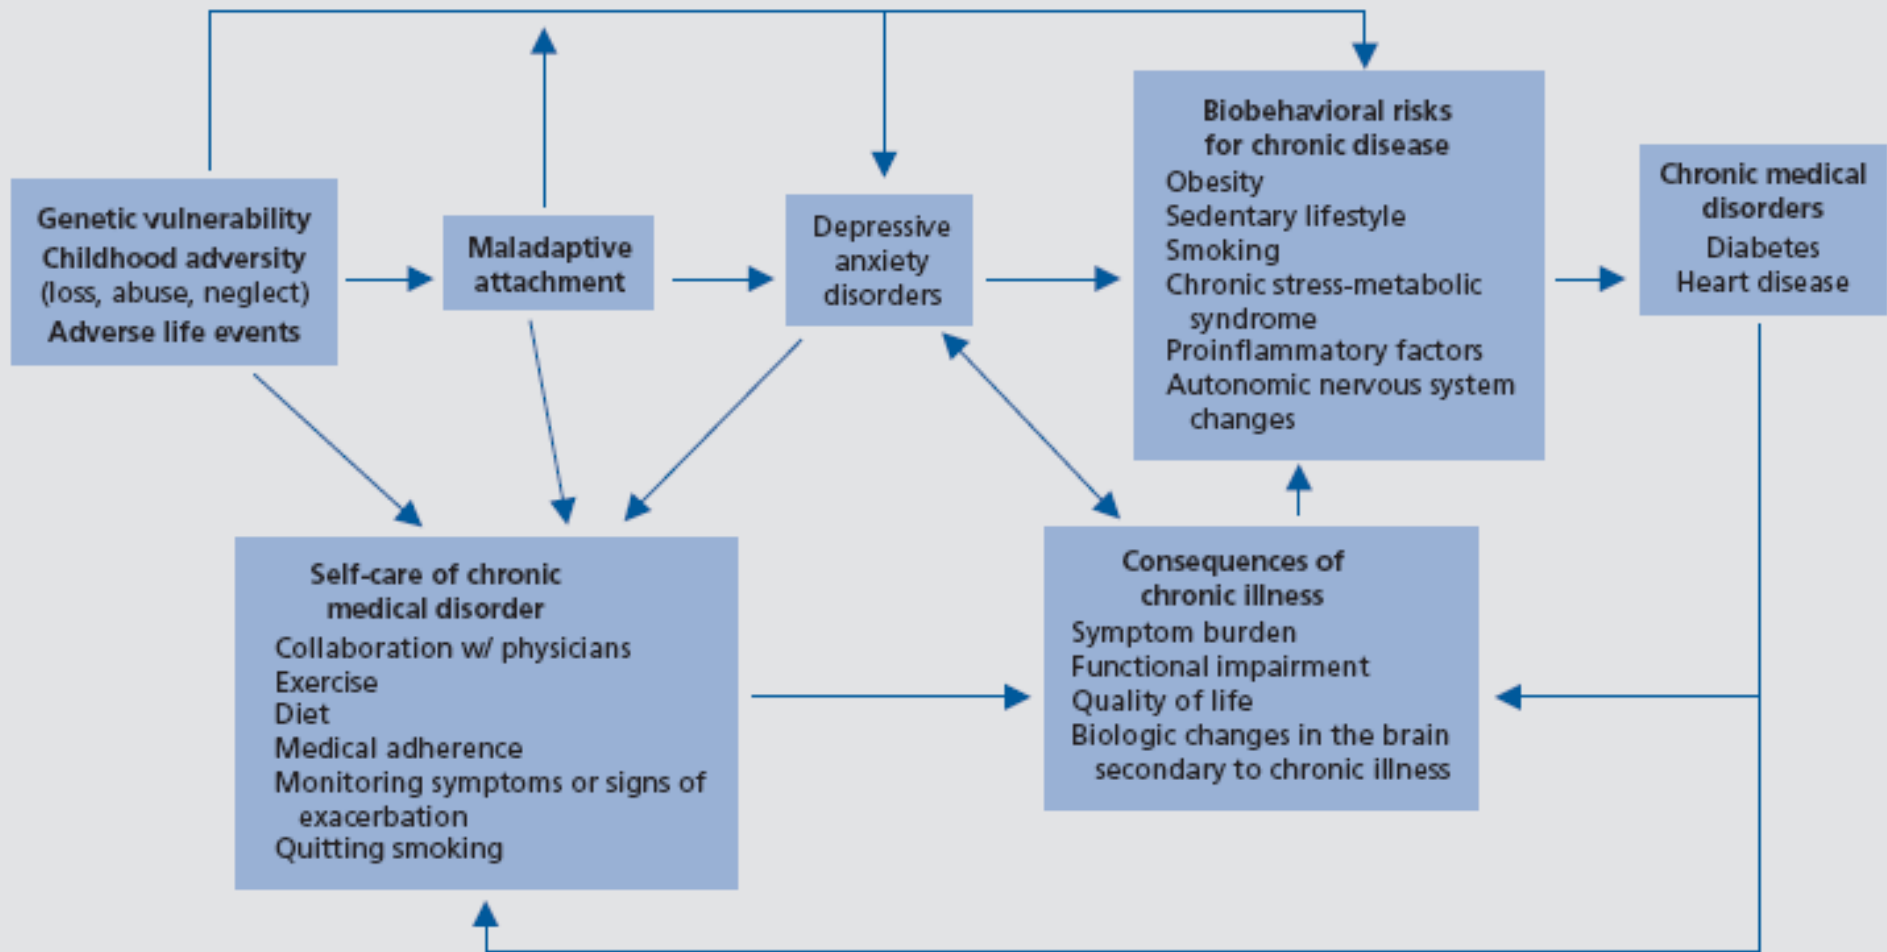 Genetic vulnerability
Childhood adversity
(loss, abuse, neglect)
Adverse life events
Maladaptive
attachment
Depressive
anxiety
disorders
Biobehavioral risks
for chronic disease
Obesity
Sedentary lifestyle
Smoking
Chronic stress-metabolic
syndrome
Proinflammatory factors
Autonomic nervous system
changes
Chronic medical
disorders
Diabetes
Heart disease
Self-care of chronic
medical disorder
Collaboration w/ physicians
Exercise
Diet
Medical adherence
Monitoring symptoms or signs of
exacerbation
Quitting smoking
Consequences of
chronic illness
Symptom burden
Functional impairment
Quality of life
Biologic changes in the brain
secondary to chronic illness